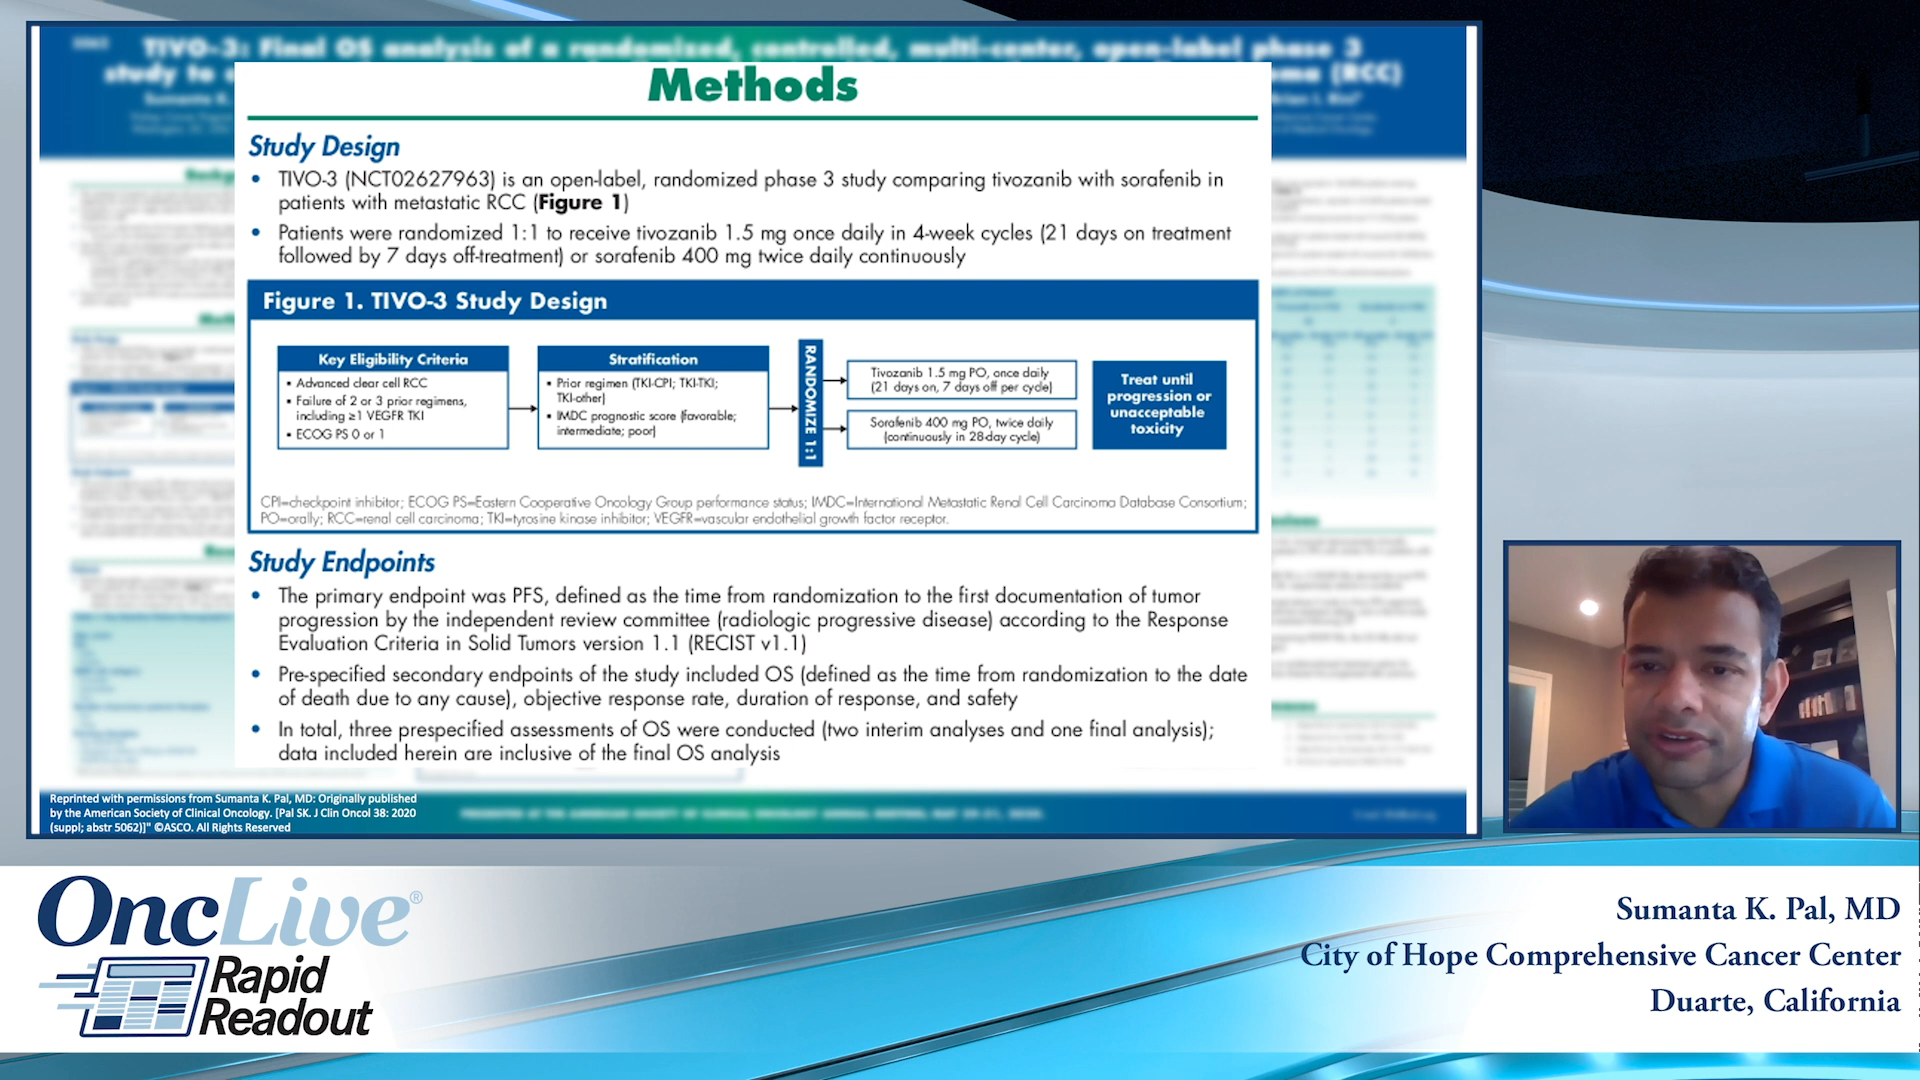 TIVO-3: Final OS analysis of a randomized, controlled, multi-center, open-label phase 3
study to
(RCC)
Sumanta K.
Methods
Study Design
• TIVO-3 (NCT02627963) is an open-label, randomized phase 3 study comparing tivozanib with sorafenib in
patients with metastatic RCC (Figure 1)
• Patients were randomized 1:1 to receive tivozanib 1.5 mg once daily in 4-week cycles (21 days on treatment
followed by 7 days off-treatment) or sorafenib 400 mg twice daily continuously
Figure 1. TIVO-3 Study Design
Key Eligibility Criteria
▪ Advanced clear cell RCC
▪ Failure of 2 or 3 prior regimens,
including ≥1 VEGFR TKI
▪ ECOG PS 0 or 1
Stratification
▪ Prior regimen (TKI-CPI; TKI-TKI;
TKI-other)
▪ IMDC prognostic score (favorable;
intermediate; poor)
RANDOMIZE 1:1
Tivozanib 1.5 mg PO, once daily
(21 days on, 7 days off per cycle)
Sorafenib 400 mg PO, twice daily
(continuously in 28-day cycle)
Treat until
progression or
unacceptable
toxicity
CPI=checkpoint inhibitor; ECOG PS=Eastern Cooperative Oncology Group performance status; IMDC=International Metastatic Renal Cell Carcinoma Database Consortium;
PO=orally; RCC=renal cell carcinoma; TKI=tyrosine kinase inhibitor; VEGFR=vascular endothelial growth factor receptor.
Study Endpoints
• The primary endpoint was PFS, defined as the time from randomization to the first documentation of tumor
progression by the independent review committee (radiologic progressive disease) according to the Response
Evaluation Criteria in Solid Tumors version 1.1 (RECIST v1.1)
• Pre-specified secondary endpoints of the study included OS (defined as the time from randomization to the date
of death due to any cause), objective response rate, duration of response, and safety
• In total, three prespecified assessments of OS were conducted (two interim analyses and one final analysis);
data included herein are inclusive of the final OS analysis
Reprinted with permissions from Sumanta K. Pal, MD: Originally published
by the American Society of Clinical Oncology. [Pal SK. J Clin Oncol 38: 2020
(suppl; abstr 5062)]" ©ASCO. All Rights Reserved
OncLive®
Rapid
Readout
Sumanta K. Pal, MD
City of Hope Comprehensive Cancer Center
Duarte, California